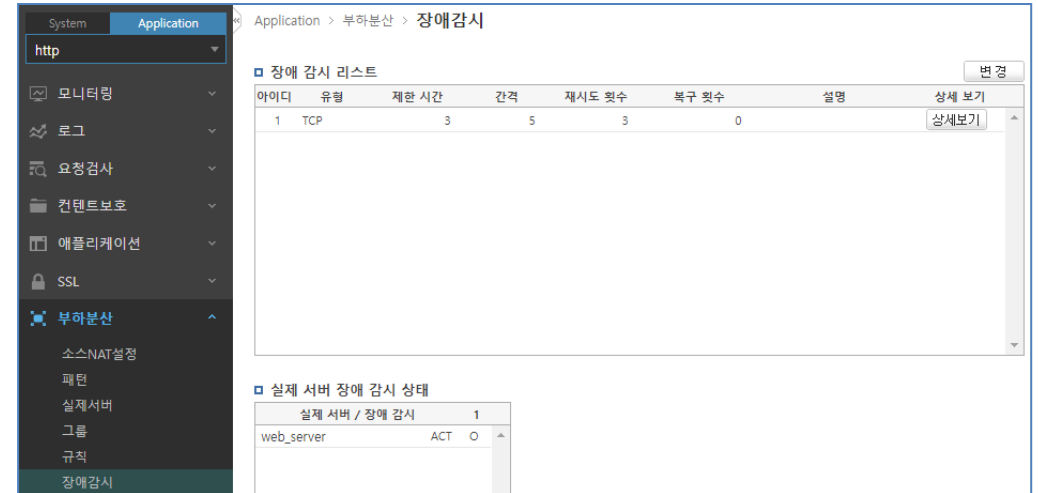 System Application
Application > 부하분산 > 장애감시
http
장애 감시 리스트
변경
아이디 유형 제한 시간 간격 재시도 횟수 복구 횟수 설명 상세 보기
1 TCP 3 5 3 0 상세보기
모니터링
로그
요청검사
컨텐트보호
애플리케이션
SSL
부하분산
소스NAT설정
패턴
실제서버
그룹
규칙
장애감시
실제 서버 장애 감시 상태
실제 서버 / 장애 감시 1
web_server ACT O